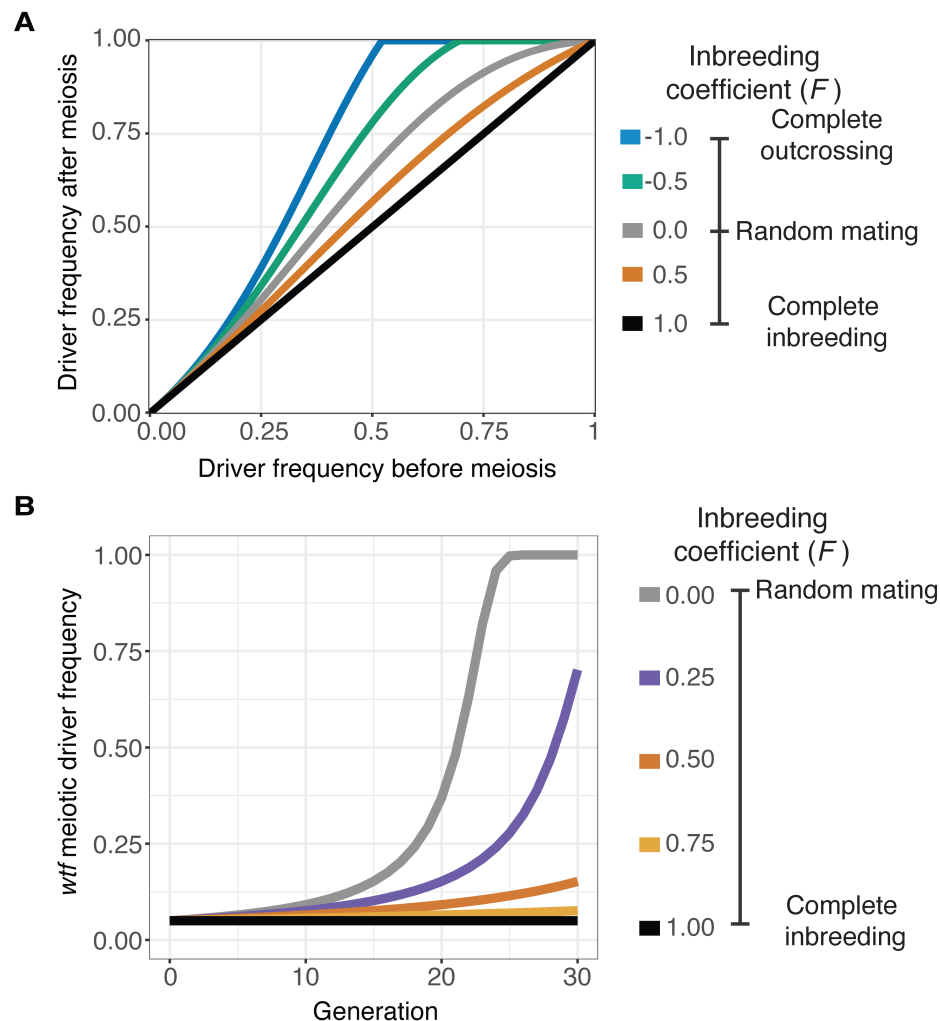 A
1.00
0.75
0.50
0.25
0.00
Driver frequency after meiosis
0.00
0.25
0.5
0.75
1
Driver frequency before meiosis
Inbreeding
coefficient (F)
-1.0
-0.5
0.0
0.5
1.0
Complete
outcrossing
Random mating
Complete
inbreeding
B
1.00
0.75
0.50
0.25
0.00
wtf meiotic driver frequency
0
10
20
30
Generation
Inbreeding
coefficient (F)
0.00
0.25
0.50
0.75
1.00
Random mating
Complete
inbreeding